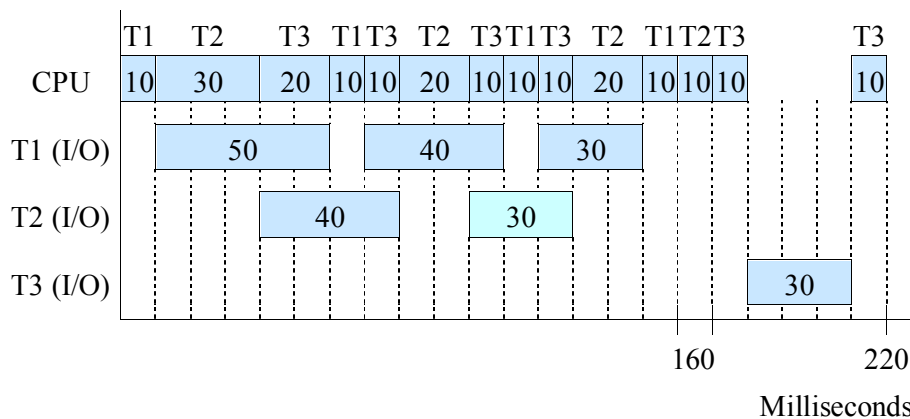 T1 T2 T3 T1 T3 T2 T3 T1 T3 T2 T1 T2 T3 T3
CPU 10 30 20 10 10 20 10 10 10 20 10 10 10 10
T1 (I/O) 50 40 30
T2 (I/O) 40 30
T3 (I/O) 30
160 220
Milliseconds